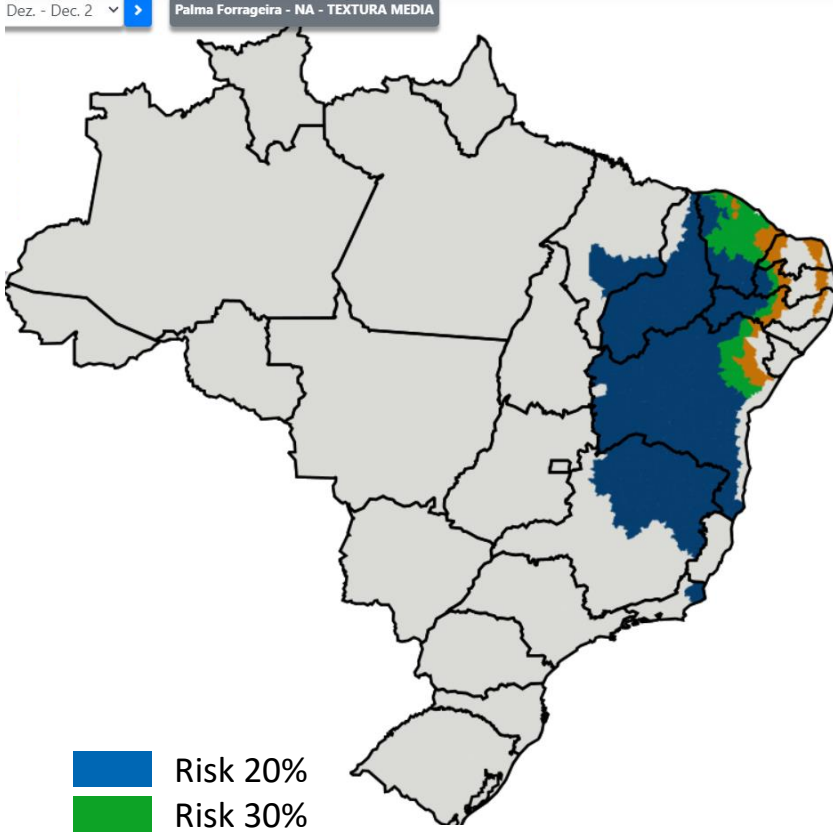 Dez. - Dec. 2
Palma Forrageira - NA - TEXTURA MEDIA
Risk 20%
Risk 30%